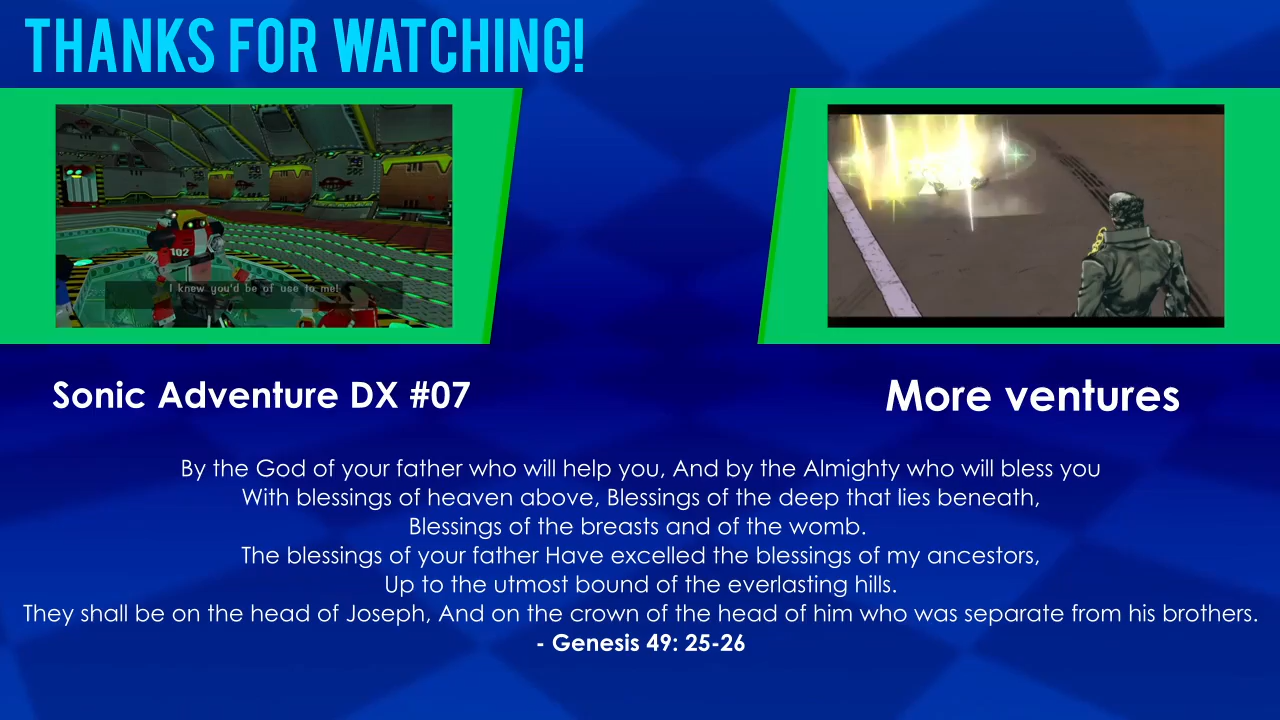 THANKS FOR WATCHING!
102
I knew you'd be of use to me!
Sonic Adventure DX #07
More ventures
By the God of your father who will help you, And by the Almighty who will bless you
With blessings of heaven above, Blessings of the deep that lies beneath,
Blessings of the breasts and of the womb.
The blessings of your father Have excelled the blessings of my ancestors,
Up to the utmost bound of the everlasting hills.
They shall be on the head of Joseph, And on the crown of the head of him who was separate from his brothers.
- Genesis 49: 25-26